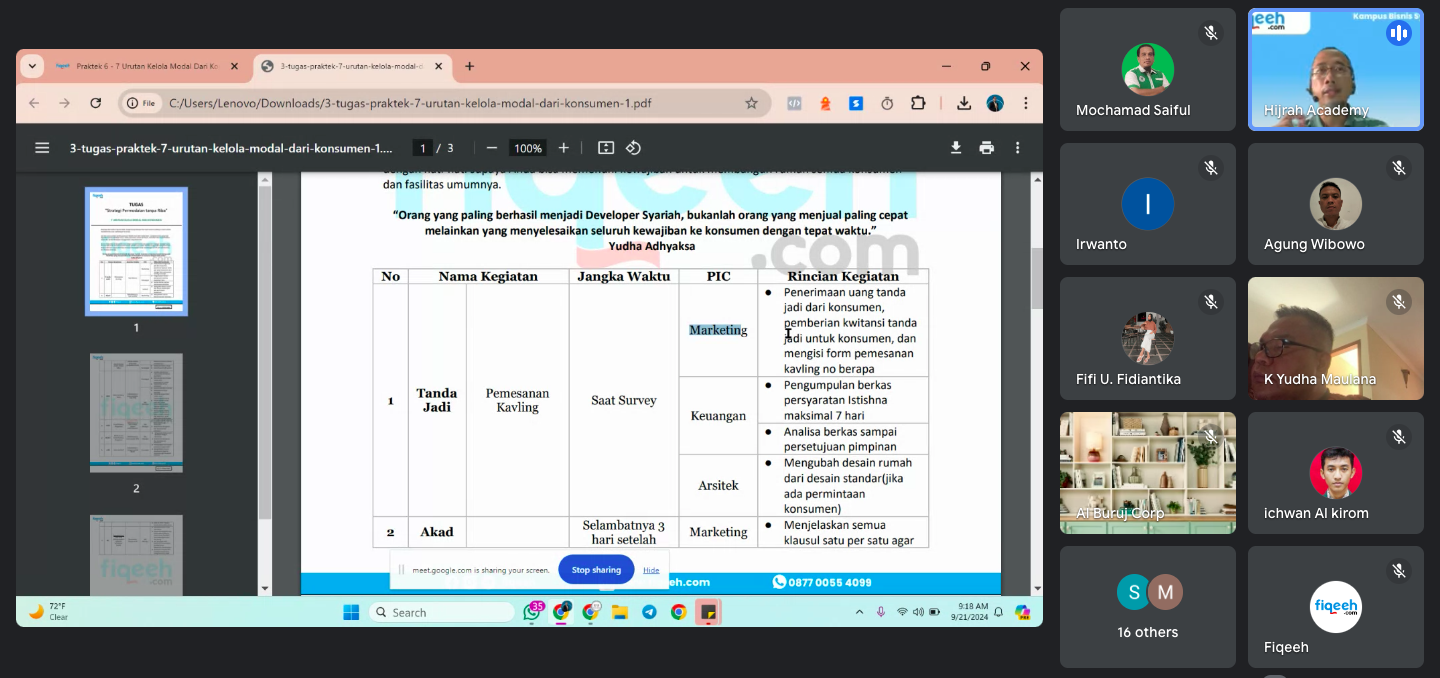 Praktek 6 - 7 Urutan Kelola Modal Dari Ko
3-tugas-praktek-7-urutan-kelola-modal-d
File
C:/Users/Lenovo/Downloads/3-tugas-praktek-7-urutan-kelola-modal-dari-konsumen-1.pdf
3-tugas-praktek-7-urutan-kelola-modal-dari-konsumen-1....
1 / 3
100%
dan fasilitas umumnya.
“Orang yang paling berhasil menjadi Developer Syariah, bukanlah orang yang menjual paling cepat
melainkan yang menyelesaikan seluruh kewajiban ke konsumen dengan tepat waktu.”
Yudha Adhyaksa
.com
No Nama Kegiatan Jangka Waktu PIC Rincian Kegiatan
1
Tanda
Jadi
Pemesanan
Kavling
Saat Survey
Marketing
● Penerimaan uang tanda
jadi dari konsumen,
pemberian kwitansi tanda
jadi untuk konsumen, dan
mengisi form pemesanan
kavling no berapa
Keuangan
● Pengumpulan berkas
persyaratan Istishna
maksimal 7 hari
● Analisa berkas sampai
persetujuan pimpinan
Arsitek
● Mengubah desain rumah
dari desain standar(jika
ada permintaan
konsumen)
2
Akad
Selambatnya 3
hari setelah
Marketing
● Menjelaskan semua
klausul satu per satu agar
eh.com
0877 0055 4099
meet.google.com is sharing your screen.
Stop sharing
Hide
TUGAS
1
2
fiqeeh
72°F
Clear
Search
35
9:18 AM
9/21/2024
Mochamad Saiful
eeh
.com
Kampus Bisnis S
Hijrah Academy
I
Irwanto
Agung Wibowo
Fifi U. Fidiantika
K Yudha Maulana
Al Buruj Corp
ichwan Al kirom
S
M
16 others
fiqeeh
.com
Fiqeeh